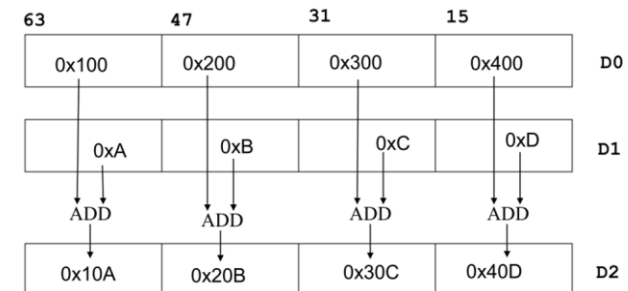 63 47 31 15
0x100 0x200 0x300 0x400 D0
0xA 0xB 0xC 0xD D1
ADD ADD ADD ADD
0x10A 0x20B 0x30C 0x40D D2